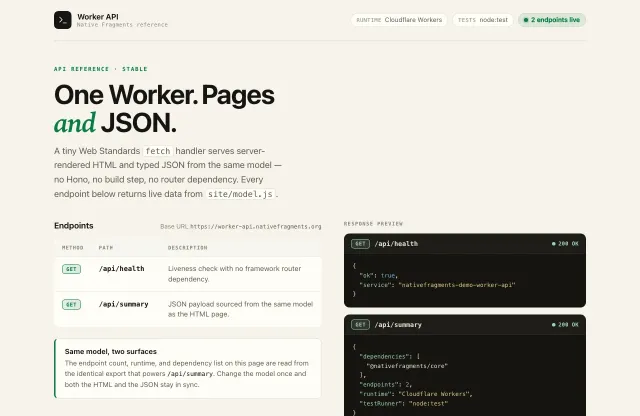 Worker API
Native Fragments reference
RUNTIME Cloudflare Workers
TESTS node:test
2 endpoints live
API REFERENCE · STABLE
One Worker. Pages
and JSON.
A tiny Web Standards fetch handler serves server-
rendered HTML and typed JSON from the same model —
no Hono, no build step, no router dependency. Every
endpoint below returns live data from site/model.js.
Endpoints
Base URL https://worker-api.nativefragments.org
METHOD PATH DESCRIPTION
GET /api/health Liveness check with no framework router
dependency.
GET /api/summary JSON payload sourced from the same model
as the HTML page.
Same model, two surfaces
The endpoint count, runtime, and dependency list on this page are read from
the identical export that powers /api/summary. Change the model once and
both the HTML and the JSON stay in sync.
RESPONSE PREVIEW
GET /api/health 200 OK
{
"ok": true,
"service": "nativefragments-demo-worker-api"
}
GET /api/summary 200 OK
{
"dependencies": [
"@nativefragments/core"
],
"endpoints": 2,
"runtime": "Cloudflare Workers",
"testRunner": "node:test"
}